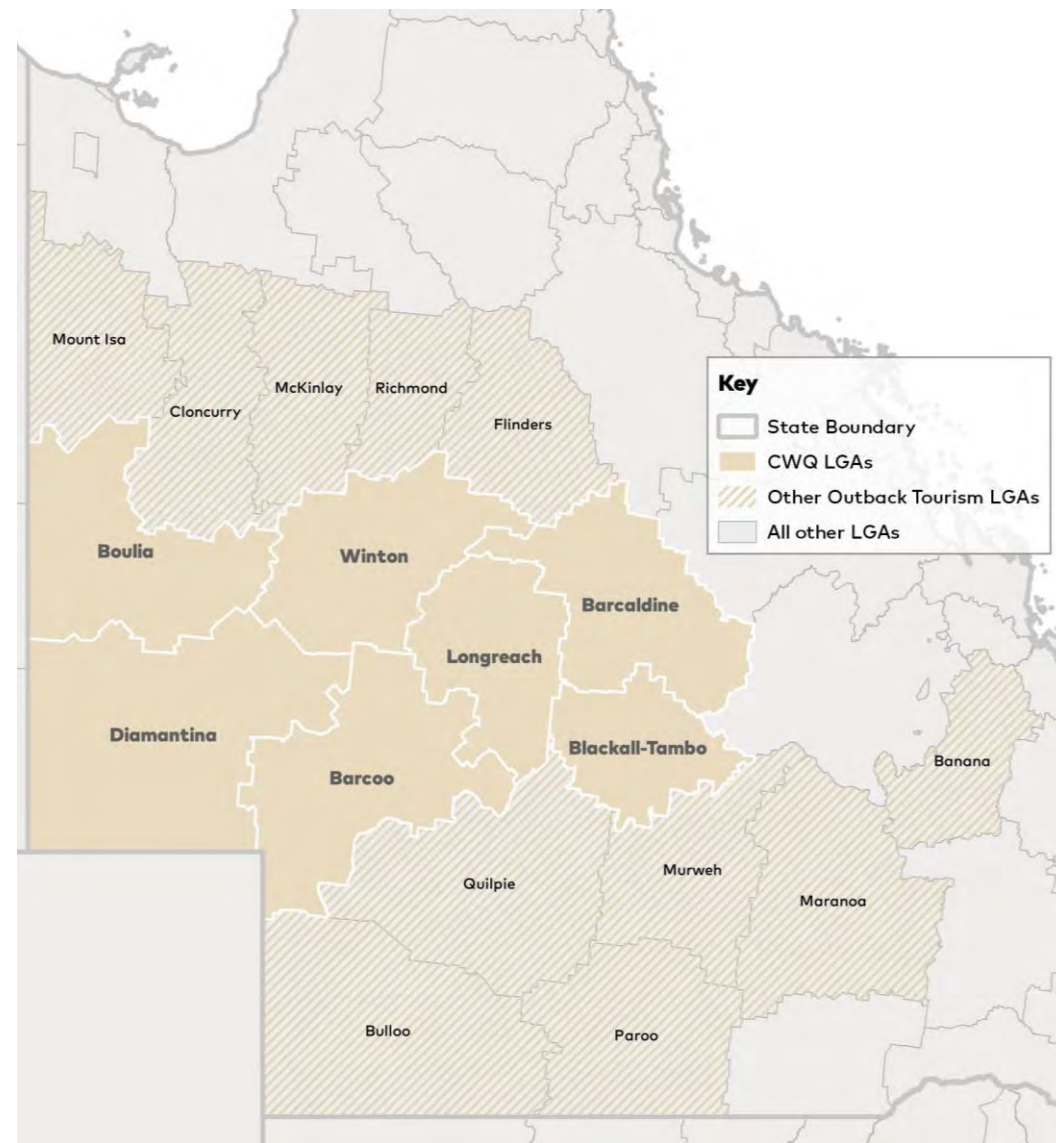 Mount Isa
Cloncurry
McKinlay
Richmond
Flinders
Key
State Boundary
CWQ LGAs
Other Outback Tourism LGAs
All other LGAs
Boulia
Winton
Barcaldine
Longreach
Diamantina
Barcoo
Blackall-Tambo
Banana
Quilpie
Murweh
Maranoa
Bulloo
Paroo